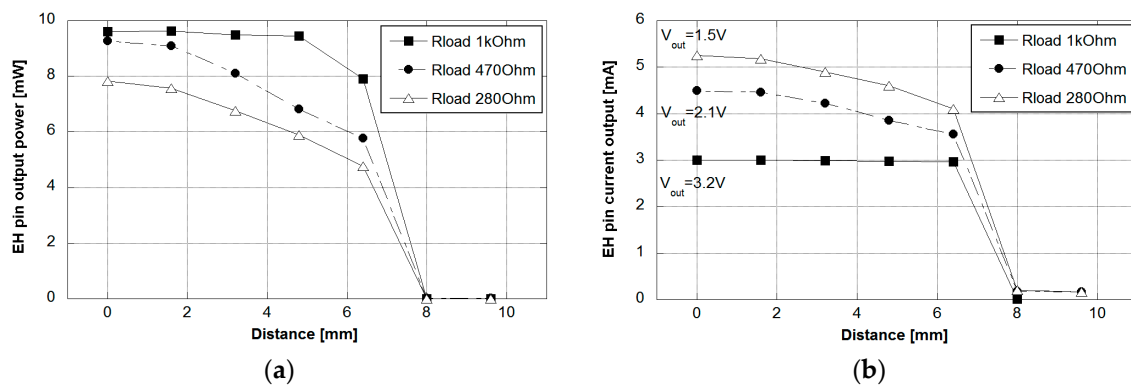 10
8
6
4
2
0
EH pin output power [mW]
Rload 1kOhm
Rload 470Ohm
Rload 280Ohm
0 2 4 6 8 10
Distance [mm]
(a)
6
5
4
3
2
1
0
EH pin current output [mA]
V_out=1.5V
V_out=2.1V
V_out=3.2V
Rload 1kOhm
Rload 470Ohm
Rload 280Ohm
0 2 4 6 8 10
Distance [mm]
(b)